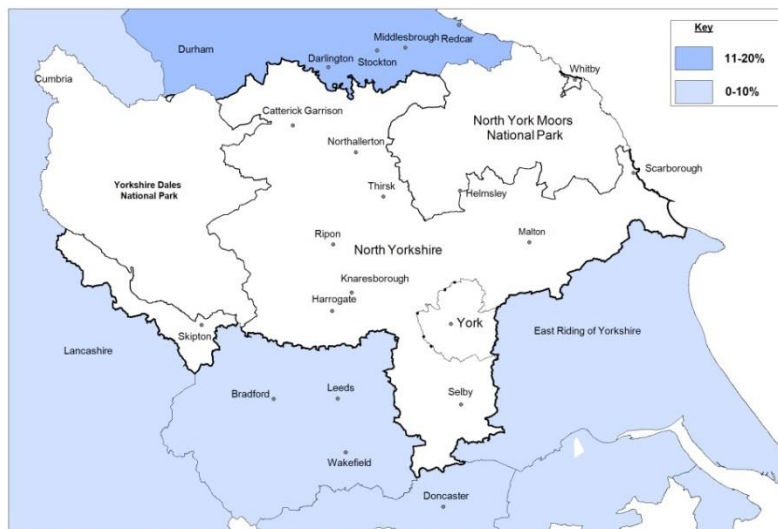 Key
11-20%
0-10%
Durham
Middlesbrough
Redcar
Darlington
Stockton
Cumbria
Whitby
Catterick Garrison
North York Moors
National Park
Northallerton
Scarborough
Yorkshire Dales
National Park
Thirsk
Helmsley
Ripon
North Yorkshire
Malton
Knaresborough
Harrogate
York
East Riding of Yorkshire
Skipton
Lancashire
Bradford
Leeds
Selby
Wakefield
Doncaster